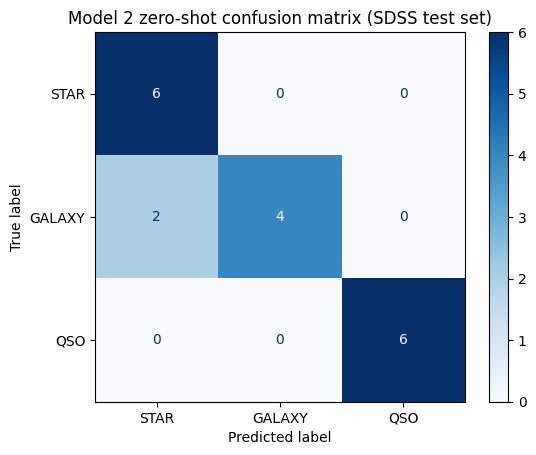 Model 2 zero-shot confusion matrix (SDSS test set)
6
STAR
6
0
0
5
4
True label
GALAXY
2
4
0
3
2
QSO
0
0
6
1
0
STAR
GALAXY
QSO
Predicted label